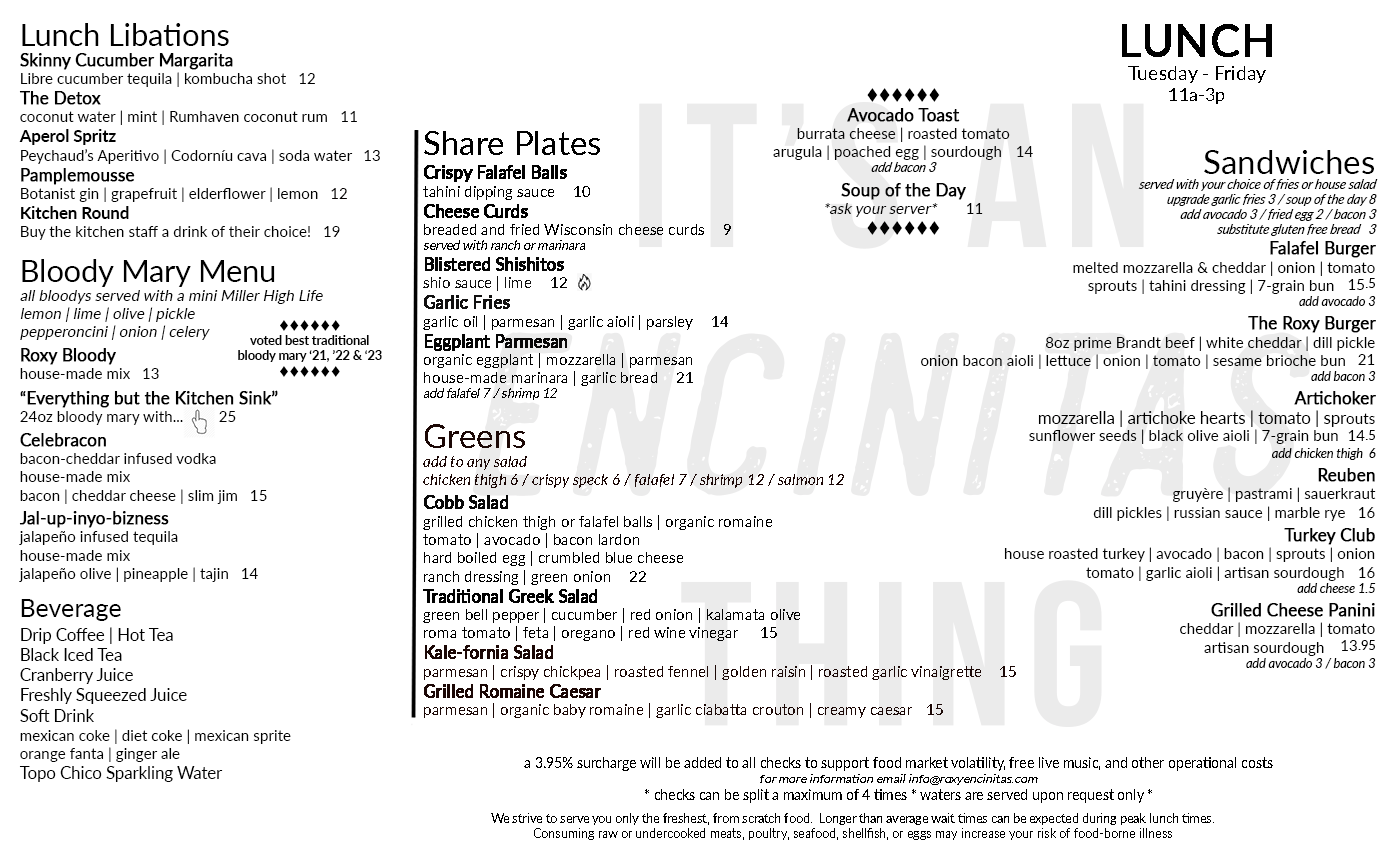 Lunch Libations
Skinny Cucumber Margarita
Libre cucumber tequila | kombucha shot 12
The Detox
coconut water | mint | Rumhaven coconut rum 11
Aperol Spritz
Peychaud's Aperitivo | Codorníu cava | soda water 13
Pamplemousse
Botanist gin | grapefruit | elderflower | lemon 12
Kitchen Round
Buy the kitchen staff a drink of their choice! 19
Bloody Mary Menu
all bloodys served with a mini Miller High Life
lemon | lime | olive | pickle
pepperoncini | onion | celery
♦♦♦♦♦♦
voted best traditional
bloody mary '21, '22 & '23
♦♦♦♦♦♦
Roxy Bloody
house-made mix 13
“Everything but the Kitchen Sink”
24oz bloody mary with... 25
Celebracon
bacon-cheddar infused vodka
house-made mix
bacon | cheddar cheese | slim jim 15
Jal-up-inyo-bizness
jalapeño infused tequila
house-made mix
jalapeño olive | pineapple | tajin 14
Beverage
Drip Coffee | Hot Tea
Black Iced Tea
Cranberry Juice
Freshly Squeezed Juice
Soft Drink
mexican coke | diet coke | mexican sprite
orange fanta | ginger ale
Topo Chico Sparkling Water
Share Plates
Crispy Falafel Balls
tahini dipping sauce 10
Cheese Curds
breaded and fried Wisconsin cheese curds 9
served with ranch or marinara
Blistered Shishitos
shio sauce | lime 12
Garlic Fries
garlic oil | parmesan | garlic aioli | parsley 14
Eggplant Parmesan
organic eggplant | mozzarella | parmesan
house-made marinara | garlic bread 21
add falafel 7 / shrimp 12
Greens
add to any salad
chicken thigh 6 / crispy speck 6 / falafel 7 / shrimp 12 / salmon 12
Cobb Salad
grilled chicken thigh or falafel balls | organic romaine
tomato | avocado | bacon lardon
hard boiled egg | crumbled blue cheese
ranch dressing | green onion 22
Traditional Greek Salad
green bell pepper | cucumber | red onion | kalamata olive
roma tomato | feta | oregano | red wine vinegar 15
Kale-fornia Salad
parmesan | crispy chickpea | roasted fennel | golden raisin | roasted garlic vinaigrette 15
Grilled Romaine Caesar
parmesan | organic baby romaine | garlic ciabatta crouton | creamy caesar 15
♦♦♦♦♦♦
Avocado Toast
burrata cheese | roasted tomato
arugula | poached egg | sourdough 14
add bacon 3
Soup of the Day
*ask your server* 11
♦♦♦♦♦♦
LUNCH
Tuesday - Friday
11a-3p
Sandwiches
served with your choice of fries or house salad
upgrade garlic fries 3 / soup of the day 8
add avocado 3 / fried egg 2 / bacon 3
substitute gluten free bread 3
Falafel Burger
melted mozzarella & cheddar | onion | tomato
sprouts | tahini dressing | 7-grain bun 15.5
add avocado 3
The Roxy Burger
8oz prime Brandt beef | white cheddar | dill pickle
onion bacon aioli | lettuce | onion | tomato | sesame brioche bun 21
add bacon 3
Artichoker
mozzarella | artichoke hearts | tomato | sprouts
sunflower seeds | black olive aioli | 7-grain bun 14.5
add chicken thigh 6
Reuben
gruyère | pastrami | sauerkraut
dill pickles | russian sauce | marble rye 16
Turkey Club
house roasted turkey | avocado | bacon | sprouts | onion
tomato | garlic aioli | artisan sourdough 16
add cheese 1.5
Grilled Cheese Panini
cheddar | mozzarella | tomato
artisan sourdough 13.95
add avocado 3 / bacon 3
IT'S AN
ENCINITAS
THING
a 3.95% surcharge will be added to all checks to support food market volatility, free live music, and other operational costs
for more information email info@roxyencinitas.com
* checks can be split a maximum of 4 times * waters are served upon request only *
We strive to serve you only the freshest, from scratch food. Longer than average wait times can be expected during peak lunch times.
Consuming raw or undercooked meats, poultry, seafood, shellfish, or eggs may increase your risk of food-borne illness